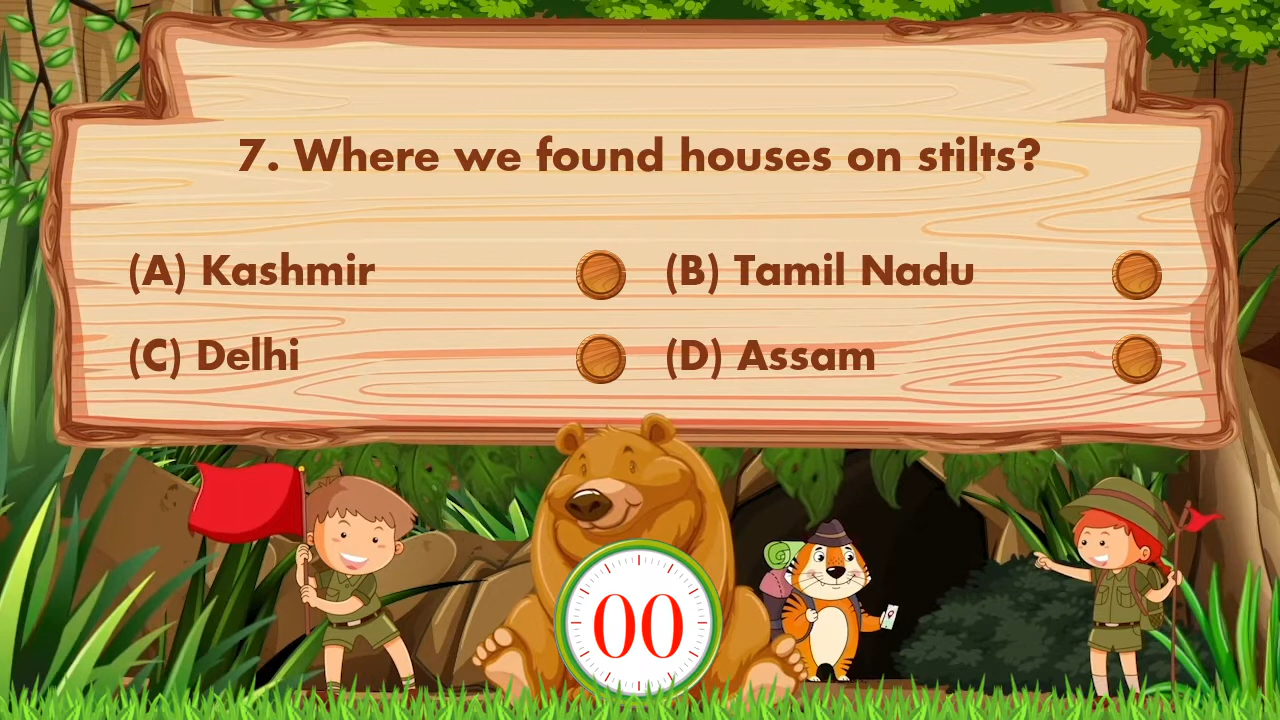 7. Where we found houses on stilts?
(A) Kashmir (B) Tamil Nadu
(C) Delhi (D) Assam
00